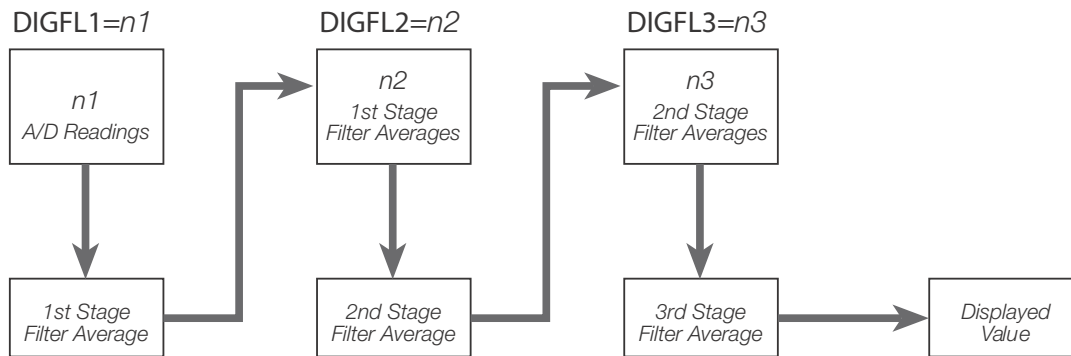 DIGFL1=n1
DIGFL2=n2
DIGFL3=n3
n1
A/D Readings
n2
1st Stage
Filter Averages
n3
2nd Stage
Filter Averages
1st Stage
Filter Average
2nd Stage
Filter Average
3rd Stage
Filter Average
Displayed
Value